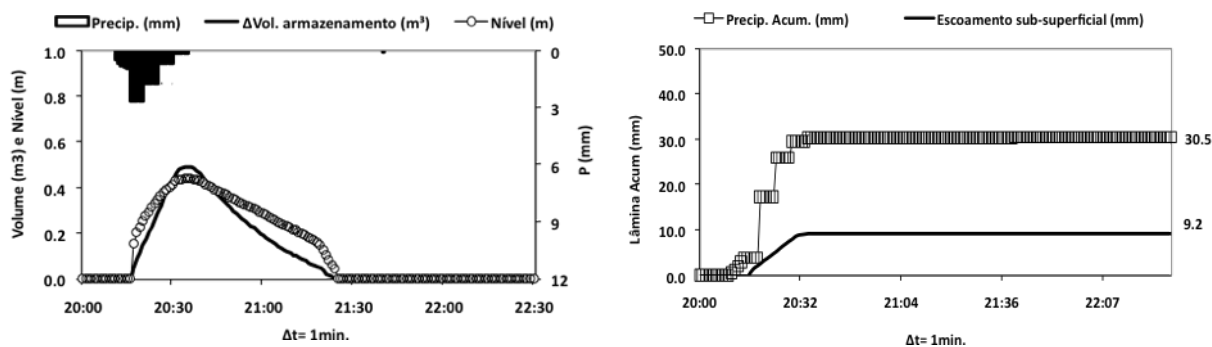 Precip. (mm) ΔVol. armazenamento (m³) Nível (m)
1.0
0.8
0.6
0.4
0.2
0.0
Volume (m3) e Nível (m)
0
3
6
9
12
P (mm)
20:00 20:30 21:00 21:30 22:00 22:30
Δt= 1min.
Precip. Acum. (mm) Escoamento sub-superficial (mm)
50.0
40.0
30.0
20.0
10.0
0.0
Lâmina Acum (mm)
30.5
9.2
20:00 20:32 21:04 21:36 22:07
Δt= 1min.